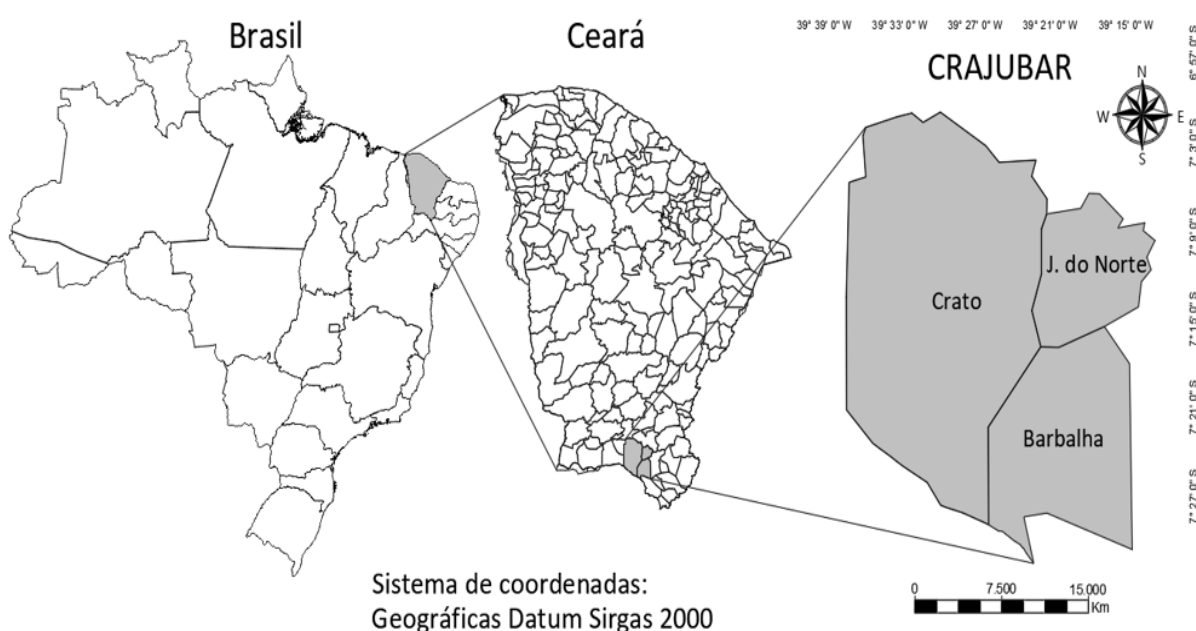 Brasil
Ceará
39° 39' 0" W 39° 33' 0" W 39° 27' 0" W 39° 21' 0" W 39° 15' 0" W
CRAJUBAR
N
W E
S
6° 57' 0" S
7° 3' 0" S
7° 9' 0" S
7° 15' 0" S
7° 21' 0" S
7° 27' 0" S
J. do Norte
Crato
Barbalha
Sistema de coordenadas:
Geográficas Datum Sirgas 2000
0 7.500 15.000
Km